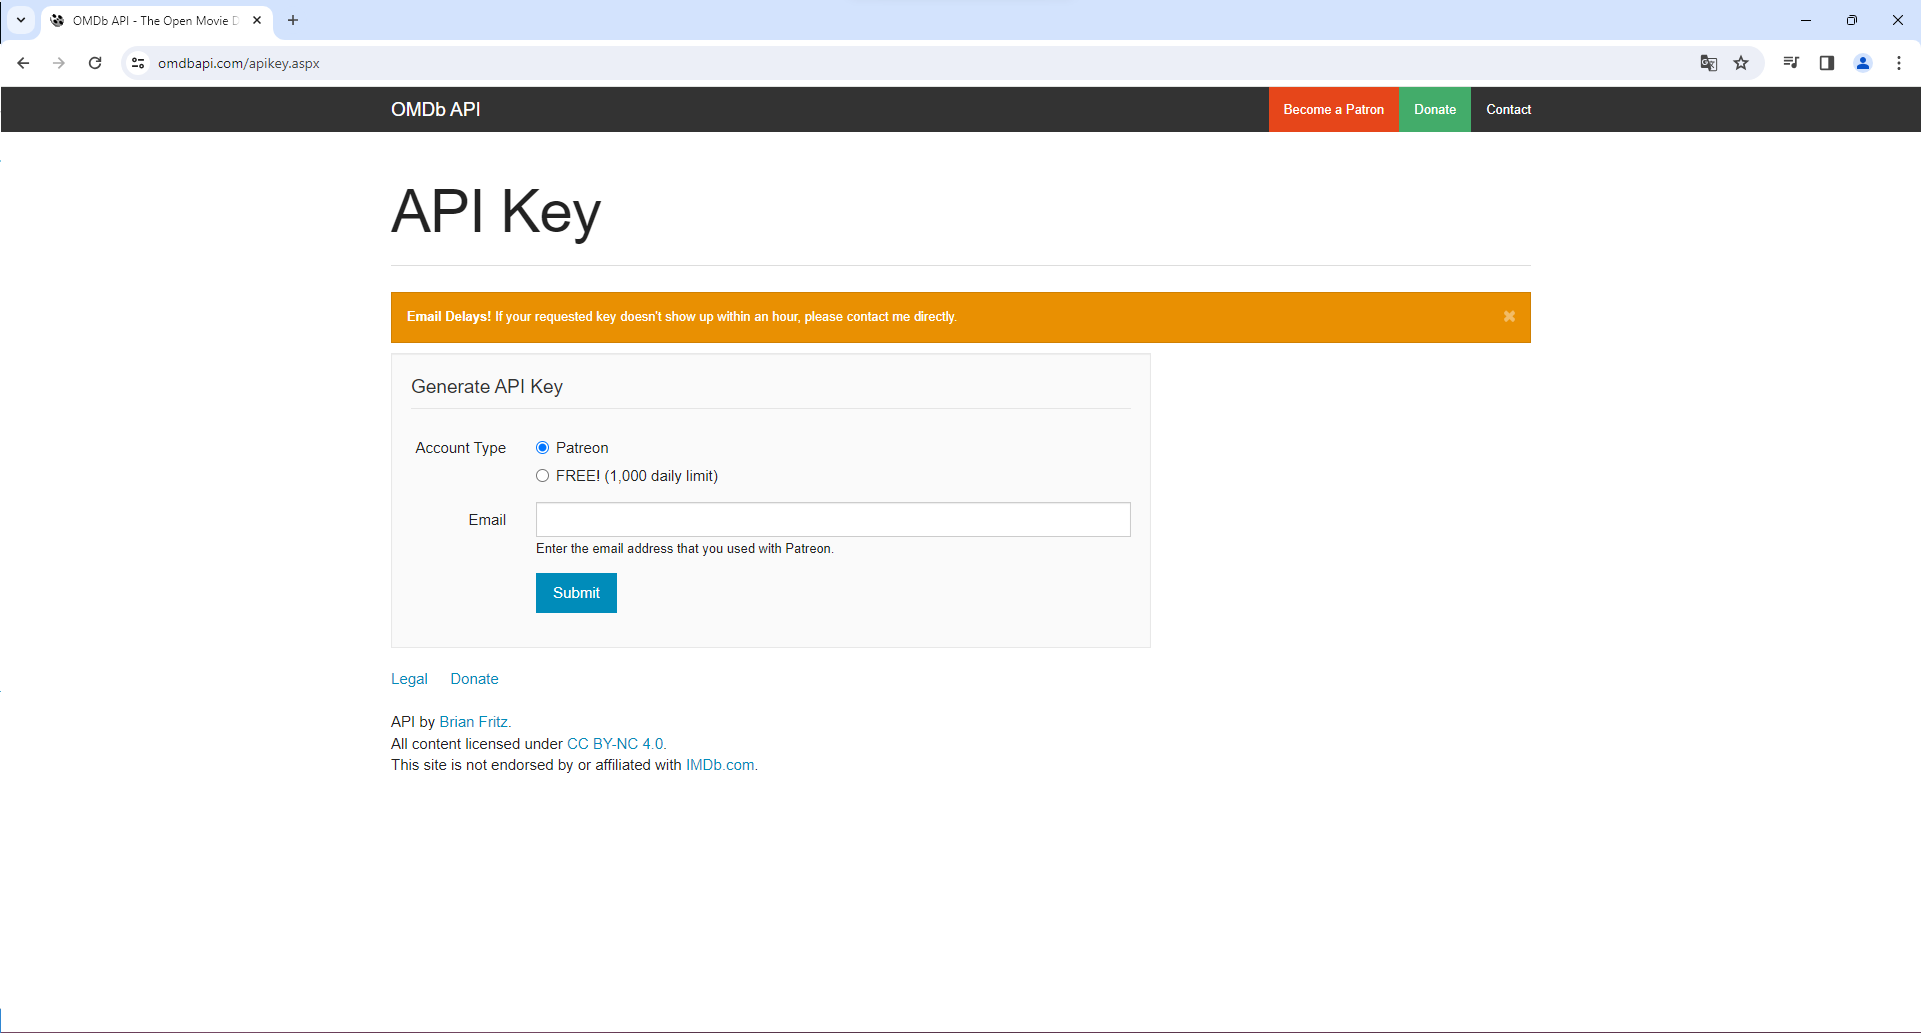 OMDb API - The Open Movie D
omdbapi.com/apikey.aspx
OMDb API
Become a Patron
Donate
Contact
API Key
Email Delays! If your requested key doesn't show up within an hour, please contact me directly.
Generate API Key
Account Type
Patreon
FREE! (1,000 daily limit)
Email
Enter the email address that you used with Patreon.
Submit
Legal Donate
API by Brian Fritz.
All content licensed under CC BY-NC 4.0.
This site is not endorsed by or affiliated with IMDb.com.